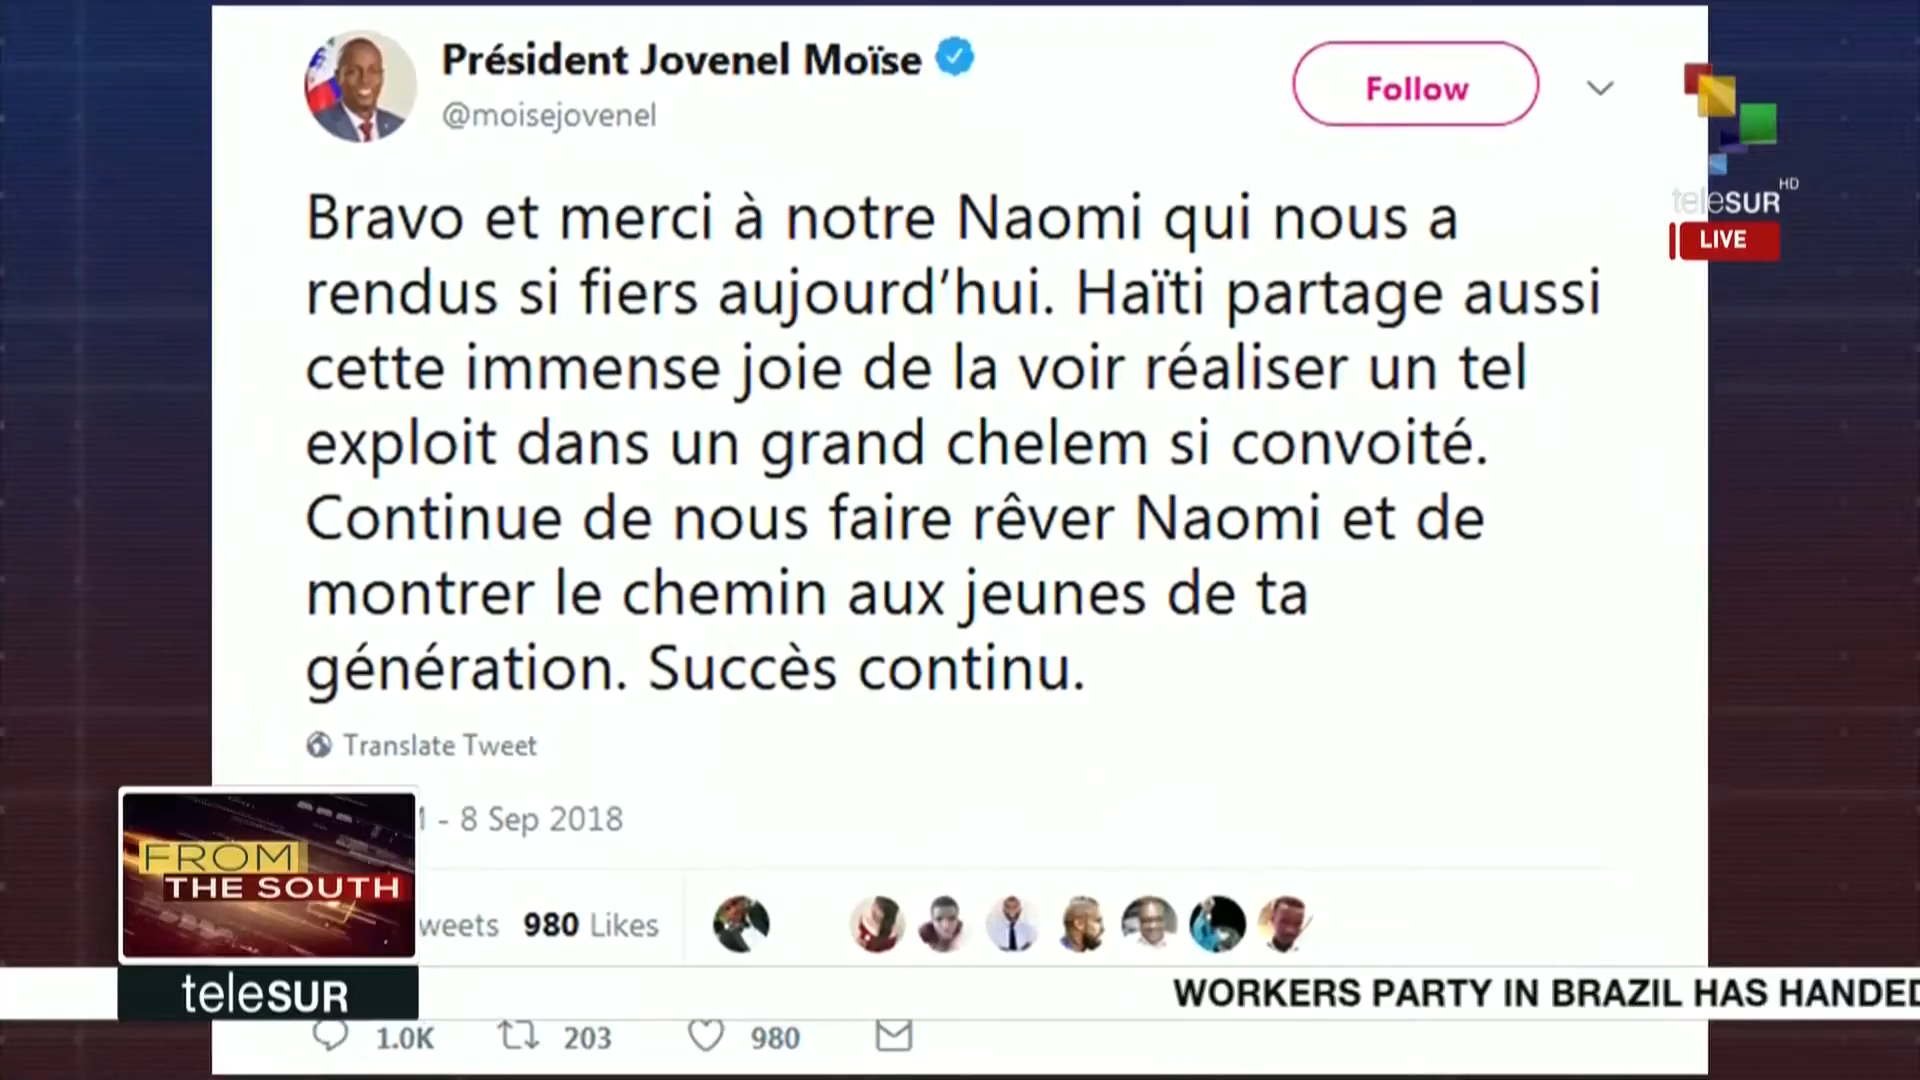 Président Jovenel Moïse
@moisejovenel
Follow
Bravo et merci à notre Naomi qui nous a
rendus si fiers aujourd’hui. Haïti partage aussi
cette immense joie de la voir réaliser un tel
exploit dans un grand chelem si convoité.
Continue de nous faire rêver Naomi et de
montrer le chemin aux jeunes de ta
génération. Succès continu.
Translate Tweet
- 8 Sep 2018
weets 980 Likes
1.0K 203 980
teleSUR HD
LIVE
FROM
THE SOUTH
teleSUR
WORKERS PARTY IN BRAZIL HAS HANDED